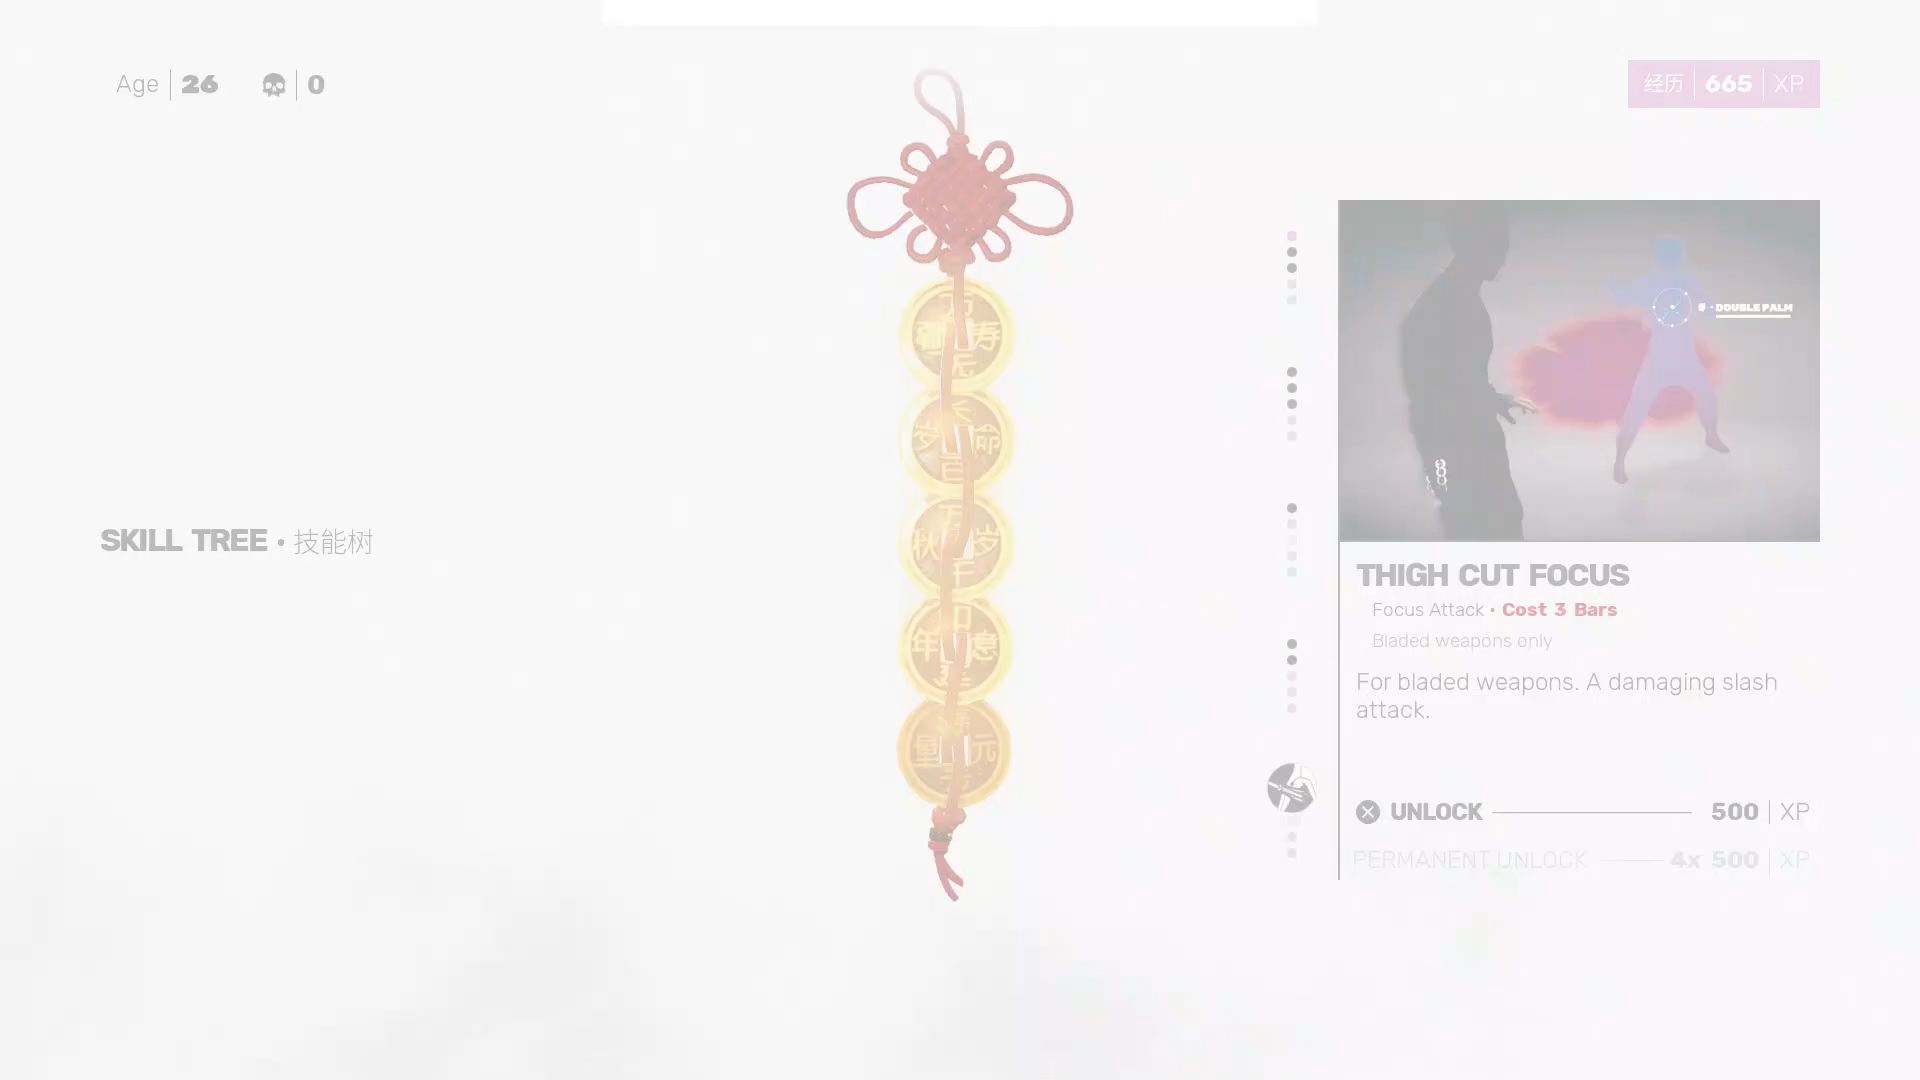 Age 26 0
经历 665 XP
DOUBLE PALM
SKILL TREE • 技能树
THIGH CUT FOCUS
Focus Attack • Cost 3 Bars
Bladed weapons only
For bladed weapons. A damaging slash
attack.
UNLOCK 500 XP
PERMANENT UNLOCK 4x 500 XP